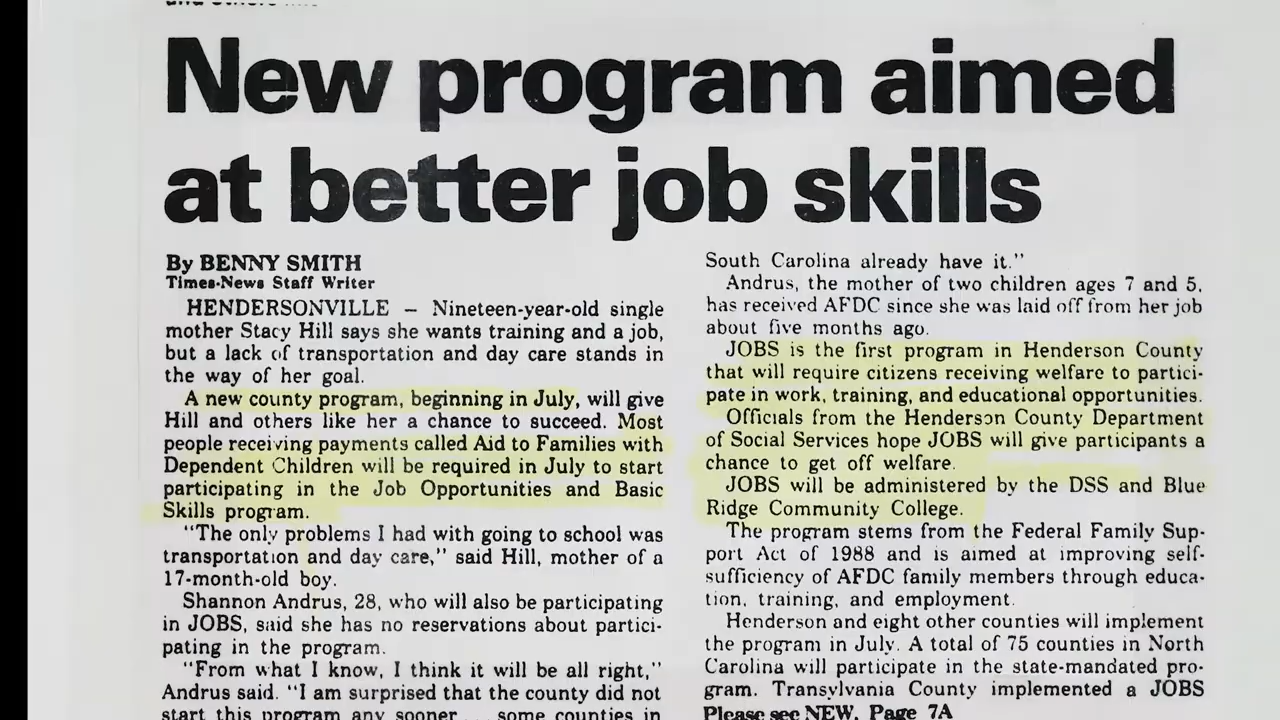 New program aimed
at better job skills
By BENNY SMITH
Times-News Staff Writer
HENDERSONVILLE – Nineteen-year-old single
mother Stacy Hill says she wants training and a job,
but a lack of transportation and day care stands in
the way of her goal.
A new county program, beginning in July, will give
Hill and others like her a chance to succeed. Most
people receiving payments called Aid to Families with
Dependent Children will be required in July to start
participating in the Job Opportunities and Basic
Skills program.
"The only problems I had with going to school was
transportation and day care," said Hill, mother of a
17-month-old boy.
Shannon Andrus, 28, who will also be participating
in JOBS, said she has no reservations about partici-
pating in the program.
"From what I know, I think it will be all right,"
Andrus said. "I am surprised that the county did not
start this program any sooner ... some counties in
South Carolina already have it."
Andrus, the mother of two children ages 7 and 5,
has received AFDC since she was laid off from her job
about five months ago.
JOBS is the first program in Henderson County
that will require citizens receiving welfare to partici-
pate in work, training, and educational opportunities.
Officials from the Henderson County Department
of Social Services hope JOBS will give participants a
chance to get off welfare.
JOBS will be administered by the DSS and Blue
Ridge Community College.
The program stems from the Federal Family Sup-
port Act of 1988 and is aimed at improving self-
sufficiency of AFDC family members through educa-
tion, training, and employment.
Henderson and eight other counties will implement
the program in July. A total of 75 counties in North
Carolina will participate in the state-mandated pro-
gram. Transylvania County implemented a JOBS
Please see NEW, Page 7A